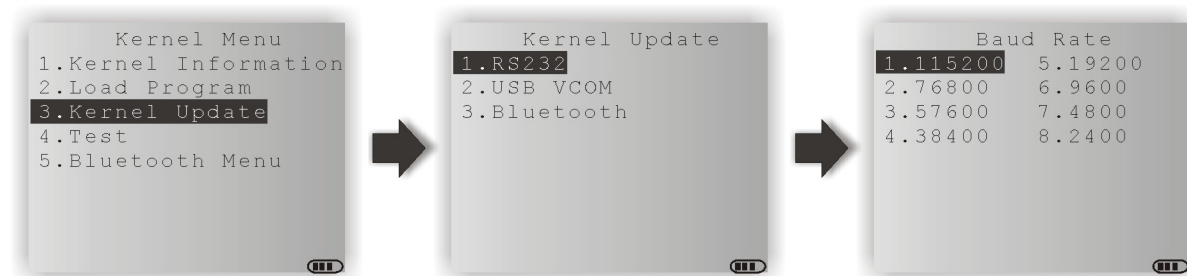 Kernel Menu
1.Kernel Information
2.Load Program
3.Kernel Update
4.Test
5.Bluetooth Menu
Kernel Update
1.RS232
2.USB VCOM
3.Bluetooth
Baud Rate
1.115200 5.19200
2.76800 6.9600
3.57600 7.4800
4.38400 8.2400